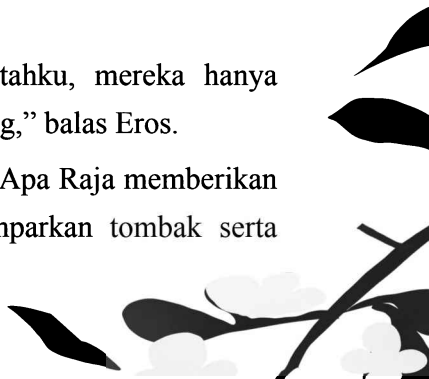 tahku, mereka hanya
g,” balas Eros.
Apa Raja memberikan
nparkan tombak serta